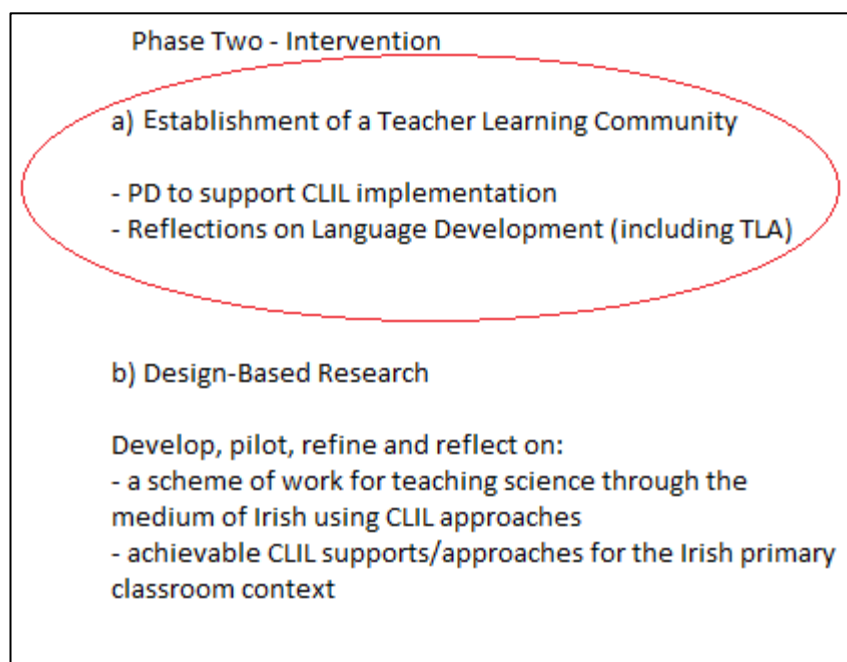 Phase Two - Intervention
a) Establishment of a Teacher Learning Community
- PD to support CLIL implementation
- Reflections on Language Development (including TLA)
b) Design-Based Research
Develop, pilot, refine and reflect on:
- a scheme of work for teaching science through the
medium of Irish using CLIL approaches
- achievable CLIL supports/approaches for the Irish primary
classroom context